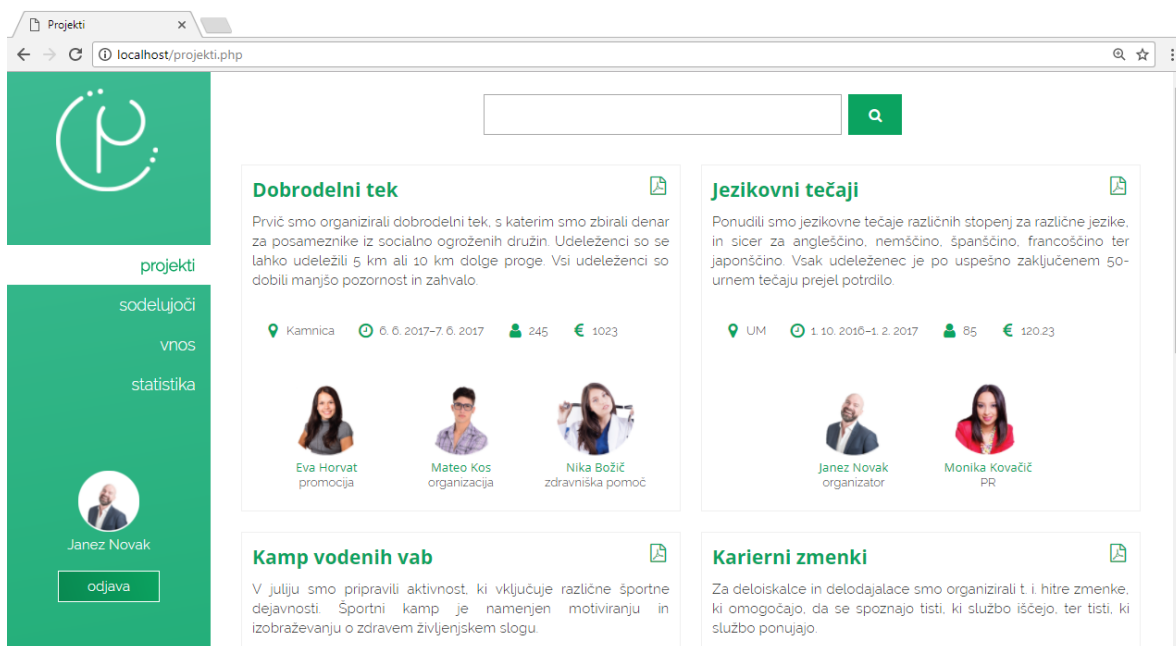 Projekti
localhost/projekti.php
projekti
sodelujoči
vnos
statistika
Janez Novak
odjava
Dobrodelni tek
Prvič smo organizirali dobrodelni tek, s katerim smo zbirali denar
za posameznike iz socialno ogroženih družin. Udeleženci so se
lahko udeležili 5 km ali 10 km dolge proge. Vsi udeleženci so
dobili manjšo pozornost in zahvalo.
Kamnica 6. 6. 2017–7. 6. 2017 245 € 1023
Eva Horvat Mateo Kos Nika Božič
promocija organizacija zdravniška pomoč
Jezikovni tečaji
Ponudili smo jezikovne tečaje različnih stopenj za različne jezike,
in sicer za angleščino, nemščino, španščino, francoščino ter
japonščino. Vsak udeleženec je po uspešno zaključenem 50-
urnem tečaju prejel potrdilo.
UM 1. 10. 2016–1. 2. 2017 85 € 120.23
Janez Novak Monika Kovačič
organizator PR
Kamp vodenih vab
V juliju smo pripravili aktivnost, ki vključuje različne športne
dejavnosti. Športni kamp je namenjen motiviranju in
izobraževanju o zdravem življenjskem slogu.
Karierni zmenki
Za deloiskalce in delodajalace smo organizirali t. i. hitre zmenke,
ki omogočajo, da se spoznajo tisti, ki službo iščejo, ter tisti, ki
službo ponujajo.